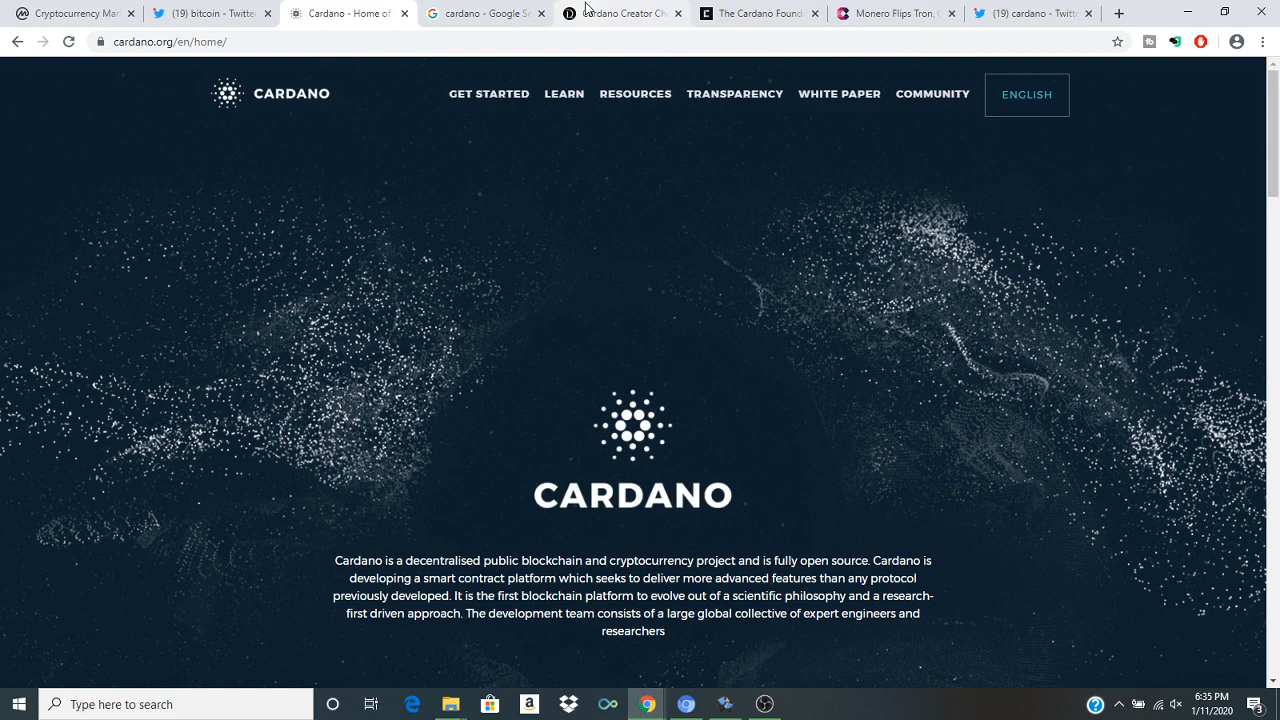 Cryptocurrency Mark
(19) bitcoin - Twitter
Cardano - Home of
cardano - Google Se
Cardano Creator Ch
The Cardano Founda
Monero Flips Tron, C
(19) cardano - Twitte
cardano.org/en/home/
CARDANO
GET STARTED
LEARN
RESOURCES
TRANSPARENCY
WHITE PAPER
COMMUNITY
ENGLISH
CARDANO
Cardano is a decentralised public blockchain and cryptocurrency project and is fully open source. Cardano is
developing a smart contract platform which seeks to deliver more advanced features than any protocol
previously developed. It is the first blockchain platform to evolve out of a scientific philosophy and a research-
first driven approach. The development team consists of a large global collective of expert engineers and
researchers
Type here to search
6:35 PM
1/11/2020